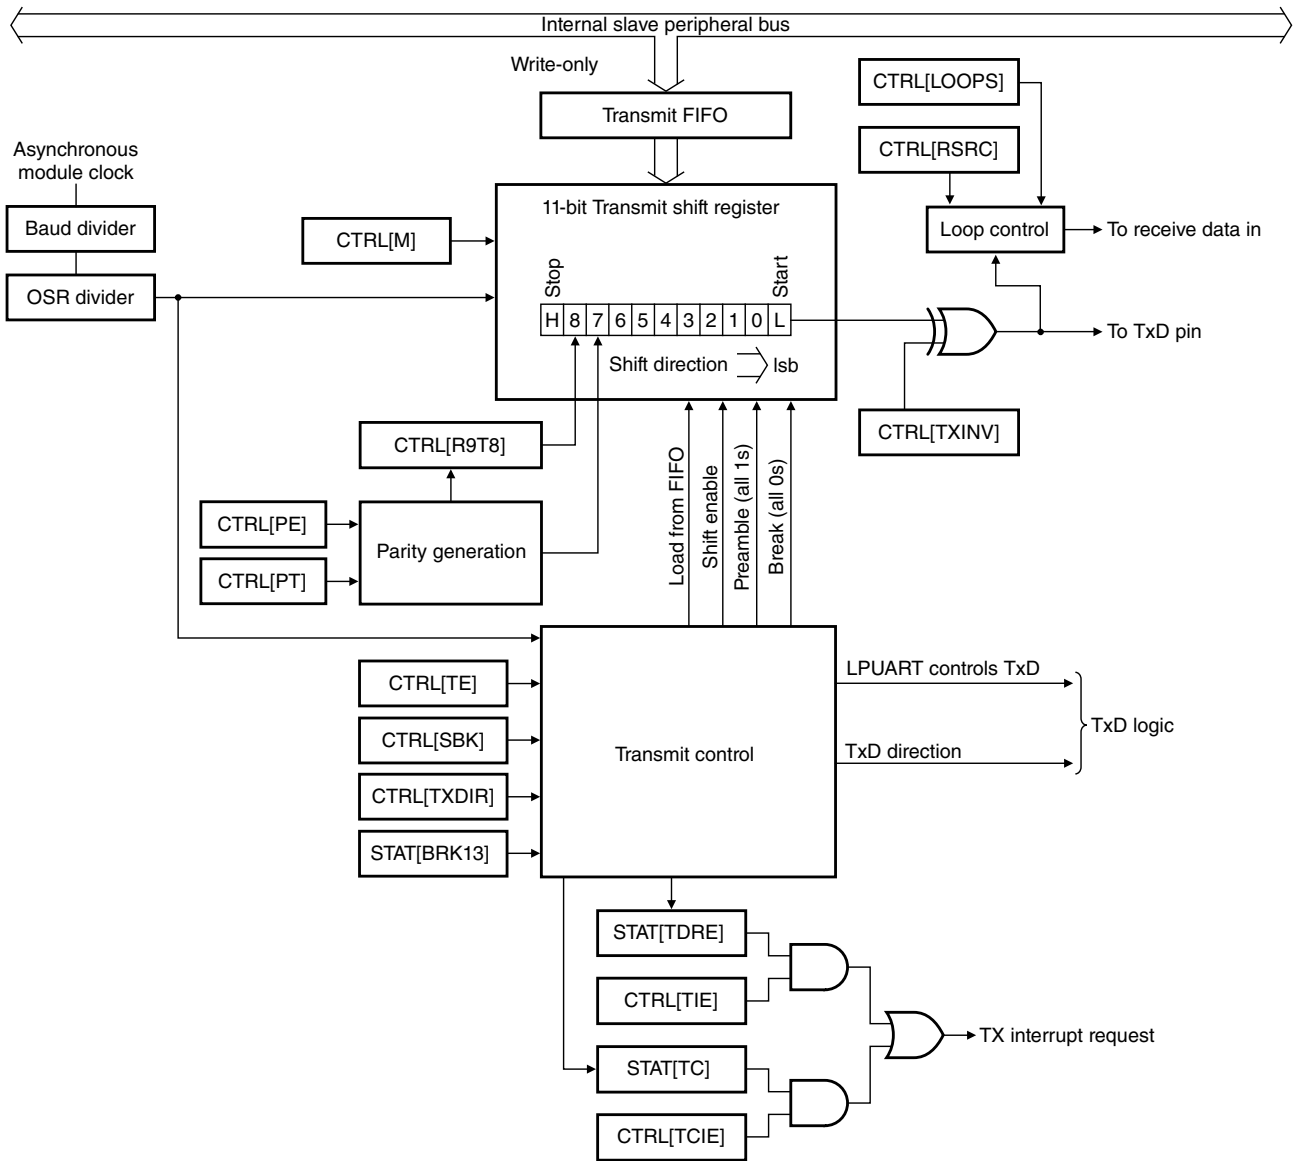 Internal slave peripheral bus
Write-only
Transmit FIFO
CTRL[LOOPS]
CTRL[RSRC]
Loop control
To receive data in
Asynchronous
module clock
Baud divider
OSR divider
CTRL[M]
11-bit Transmit shift register
Stop
Start
H 8 7 6 5 4 3 2 1 0 L
Shift direction
lsb
To TxD pin
CTRL[TXINV]
CTRL[R9T8]
CTRL[PE]
CTRL[PT]
Parity generation
Load from FIFO
Shift enable
Preamble (all 1s)
Break (all 0s)
CTRL[TE]
CTRL[SBK]
CTRL[TXDIR]
STAT[BRK13]
Transmit control
LPUART controls TxD
TxD direction
TxD logic
STAT[TDRE]
CTRL[TIE]
STAT[TC]
CTRL[TCIE]
TX interrupt request